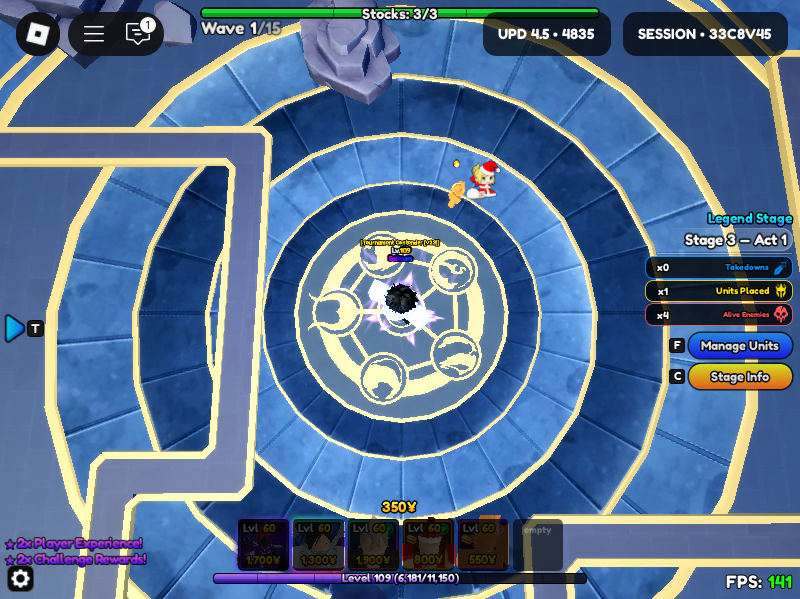 1
Stocks: 3/3
Wave 1/15
UPD 4.5 • 4835
SESSION • 33C8V45
Legend Stage
Stage 3 – Act 1
x0 Takedowns
x1 Units Placed
x4 Alive Enemies
F Manage Units
C Stage Info
T
Lv.109
350¥
Lvl 60
1,700¥
Lvl 60
1,300¥
Lvl 60
1,900¥
Lvl 60
800¥
Lvl 60
550¥
empty
2x Player Experience!
2x Challenge Rewards!
Level 109 (6,181/11,150)
FPS: 141